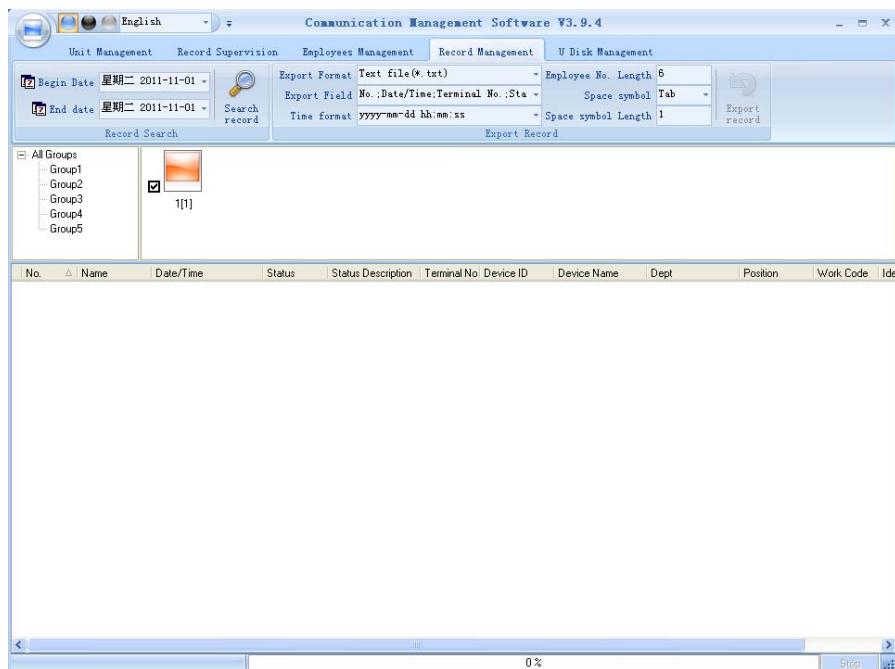 English Communication Management Software V3.9.4
Unit Management Record Supervision Employees Management Record Management U Disk Management
Begin Date 星期二 2011-11-01
End date 星期二 2011-11-01
Search record
Record Search
Export Format Text file(*.txt) Employee No. Length 6
Export Field No.;Date/Time;Terminal No.;Sta Space symbol Tab
Time format yyyy-mm-dd hh:mm:ss Space symbol Length 1
Export record
Export Record
All Groups
Group1
Group2
Group3
Group4
Group5
1[1]
No. Name Date/Time Status Status Description Terminal No Device ID Device Name Dept Position Work Code Ide
0% Stop